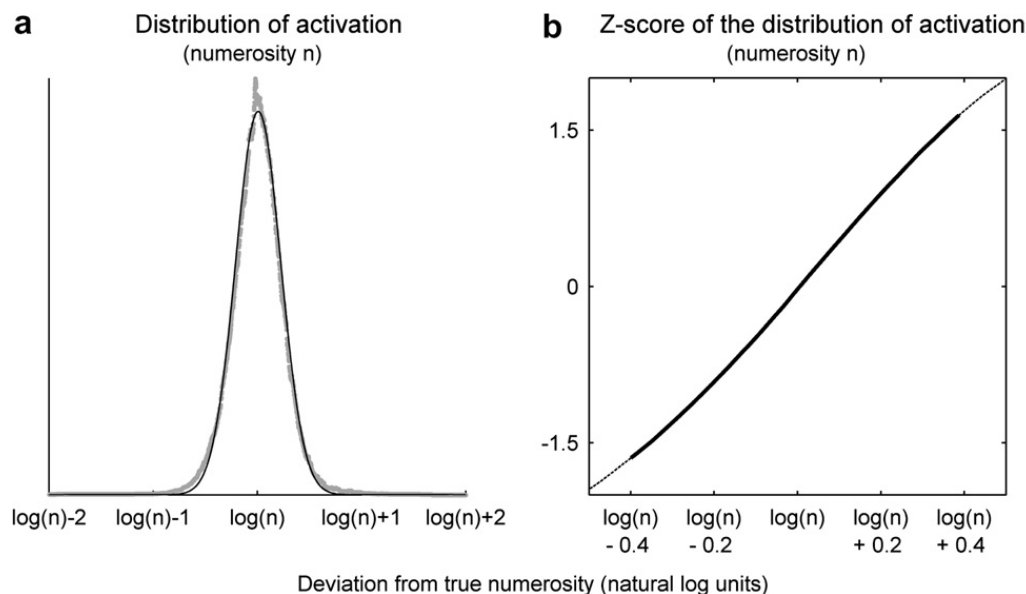 a
Distribution of activation
(numerosity n)
log(n)-2 log(n)-1 log(n) log(n)+1 log(n)+2
b
Z-score of the distribution of activation
(numerosity n)
1.5
0
-1.5
log(n) log(n) log(n) log(n) log(n)
- 0.4 - 0.2 + 0.2 + 0.4
Deviation from true numerosity (natural log units)